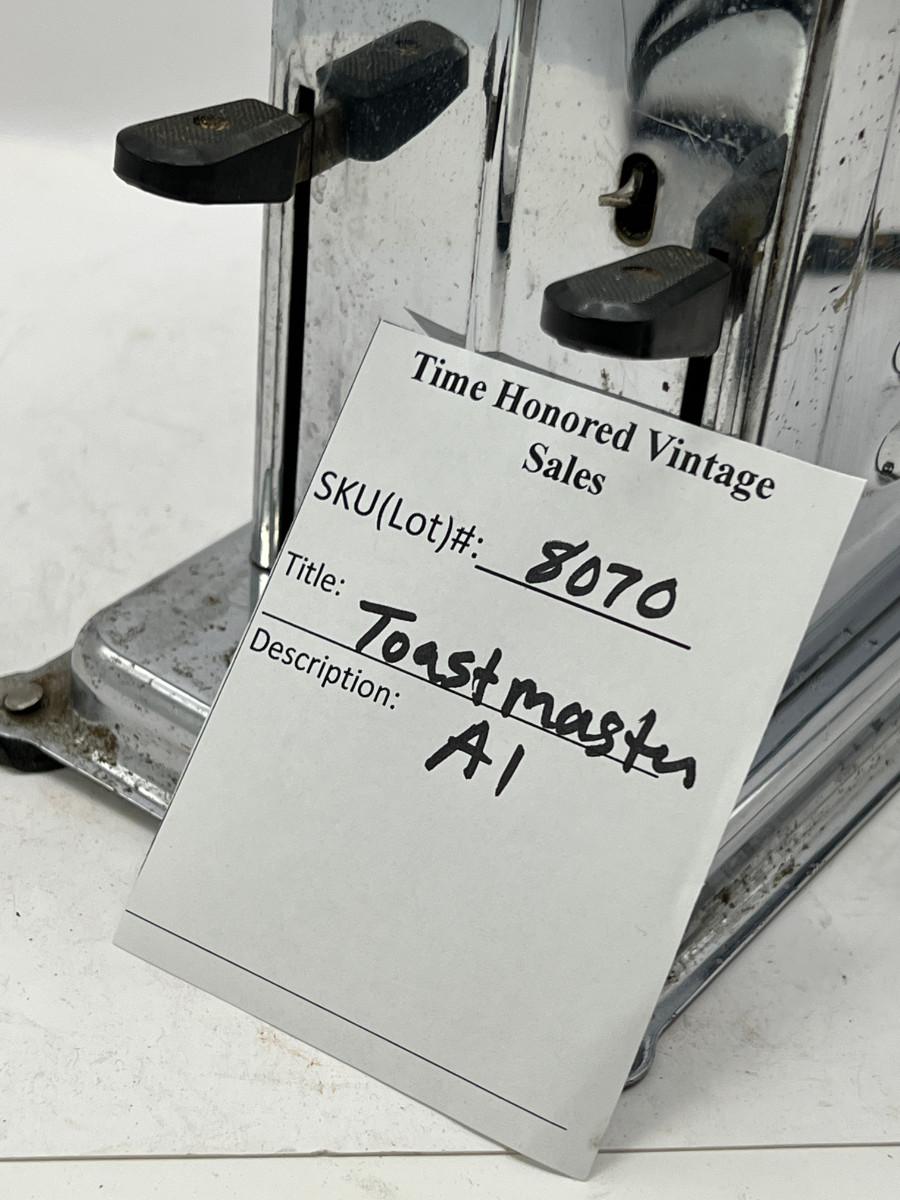 Time Honored Vintage
Sales
SKU(Lot)#: 8070
Title: Toastmaster
Description: A1